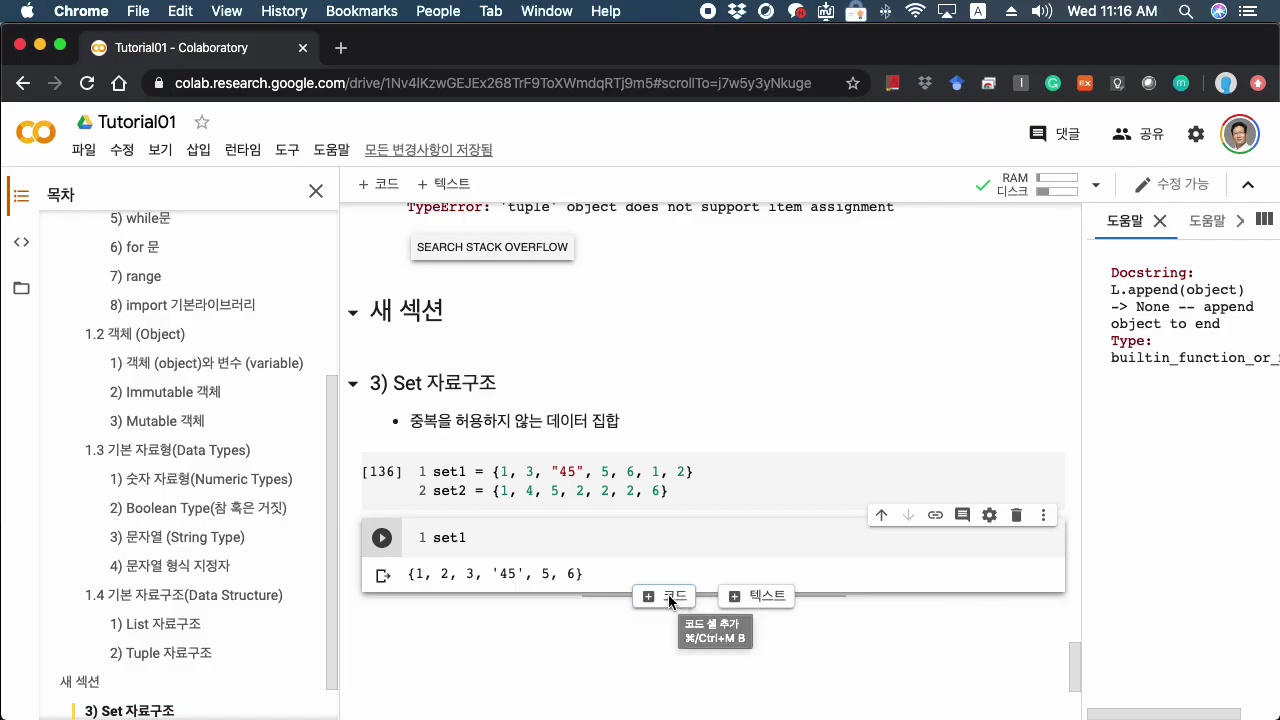 Chrome File Edit View History Bookmarks People Tab Window Help A Wed 11:16 AM
Tutorial01 - Colaboratory
colab.research.google.com/drive/1Nv4lKzwGEJEx268TrF9ToXWmdqRTj9m5#scrollTo=j7w5y3yNkuge
Tutorial01
댓글 공유
파일 수정 보기 삽입 런타임 도구 도움말 모든 변경사항이 저장됨
목차
+ 코드 + 텍스트
RAM
디스크
수정 가능
5) while문
6) for 문
7) range
8) import 기본라이브러리
1.2 객체 (Object)
1) 객체 (object)와 변수 (variable)
2) Immutable 객체
3) Mutable 객체
1.3 기본 자료형(Data Types)
1) 숫자 자료형(Numeric Types)
2) Boolean Type(참 혹은 거짓)
3) 문자열 (String Type)
4) 문자열 형식 지정자
1.4 기본 자료구조(Data Structure)
1) List 자료구조
2) Tuple 자료구조
새 섹션
3) Set 자료구조
TypeError: 'tuple' object does not support item assignment
SEARCH STACK OVERFLOW
새 섹션
3) Set 자료구조
• 중복을 허용하지 않는 데이터 집합
[136] 1 set1 = {1, 3, "45", 5, 6, 1, 2}
2 set2 = {1, 4, 5, 2, 2, 2, 6}
1 set1
{1, 2, 3, '45', 5, 6}
코드 텍스트
코드 셀 추가
⌘/Ctrl+M B
도움말 도움말
Docstring:
L.append(object)
-> None -- append
object to end
Type:
builtin_function_or_